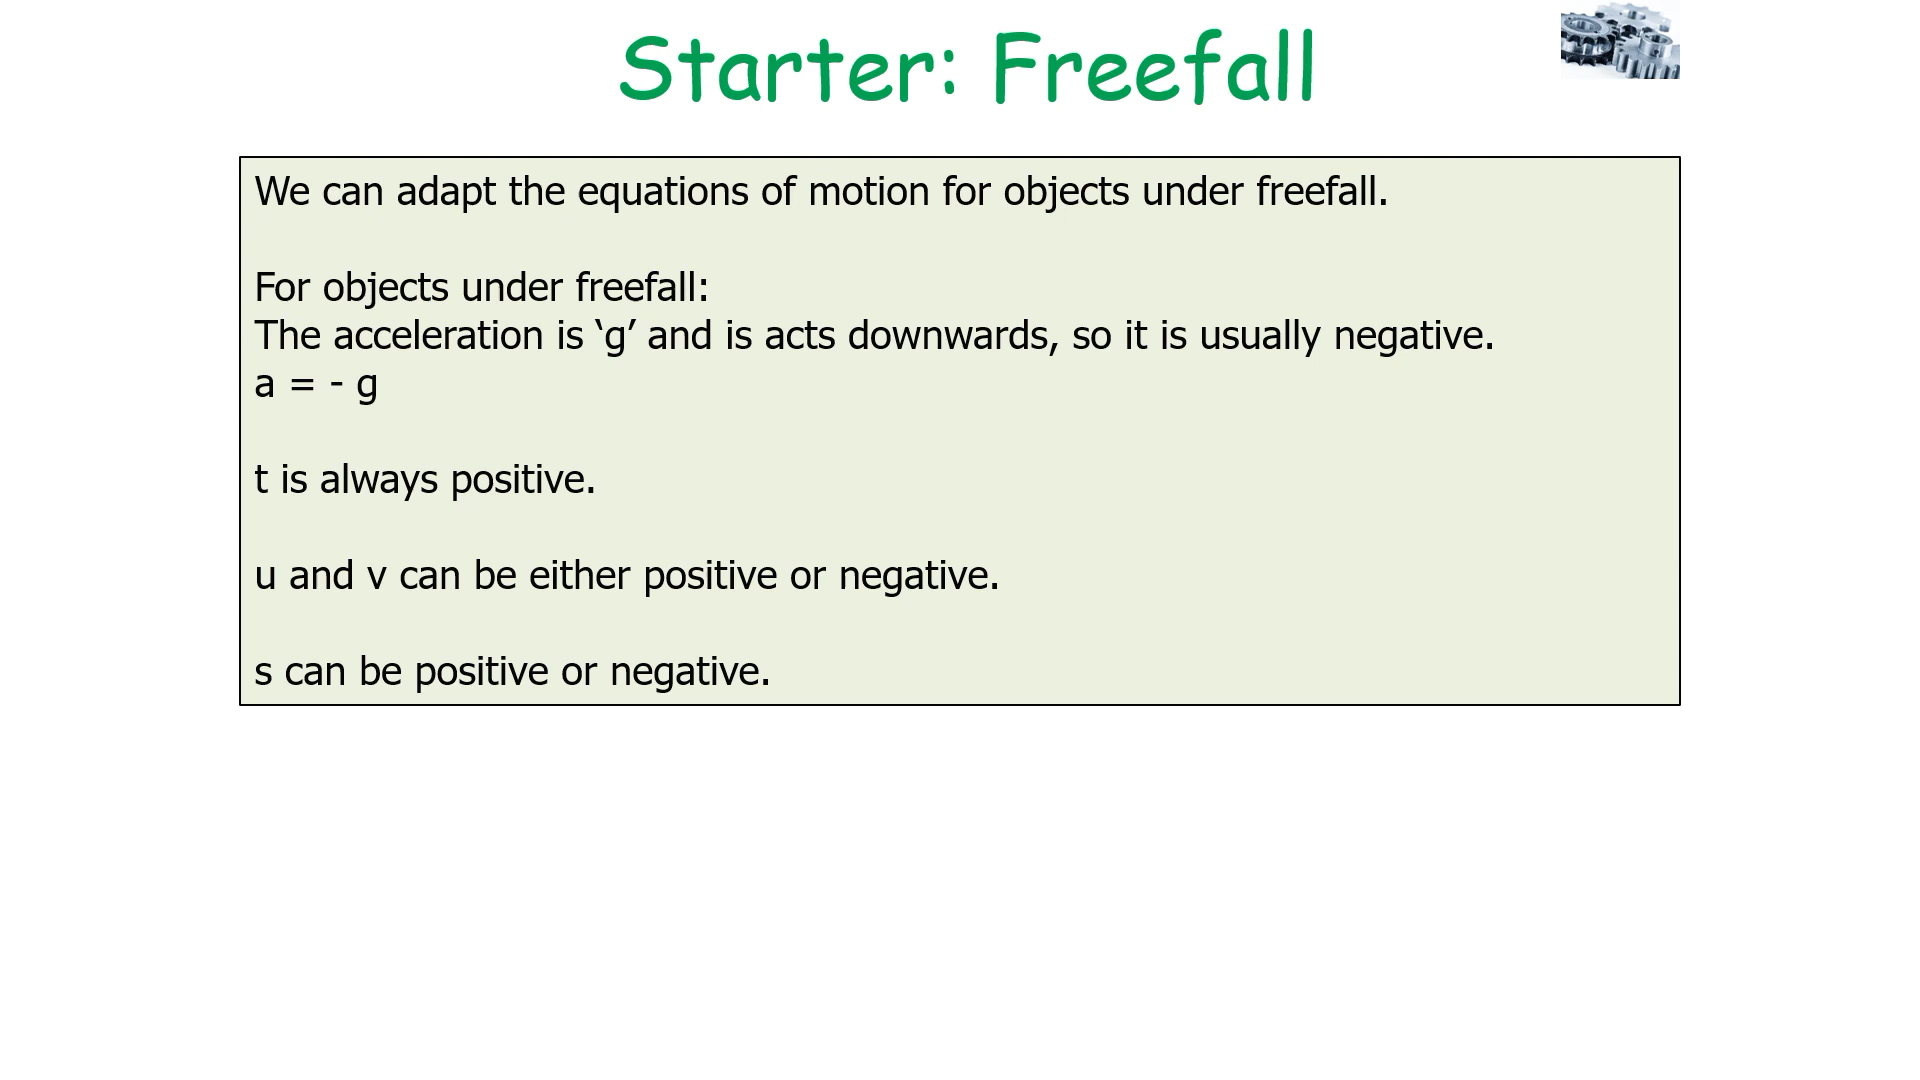 Starter: Freefall
We can adapt the equations of motion for objects under freefall.
For objects under freefall:
The acceleration is ‘g’ and is acts downwards, so it is usually negative.
a = - g
t is always positive.
u and v can be either positive or negative.
s can be positive or negative.